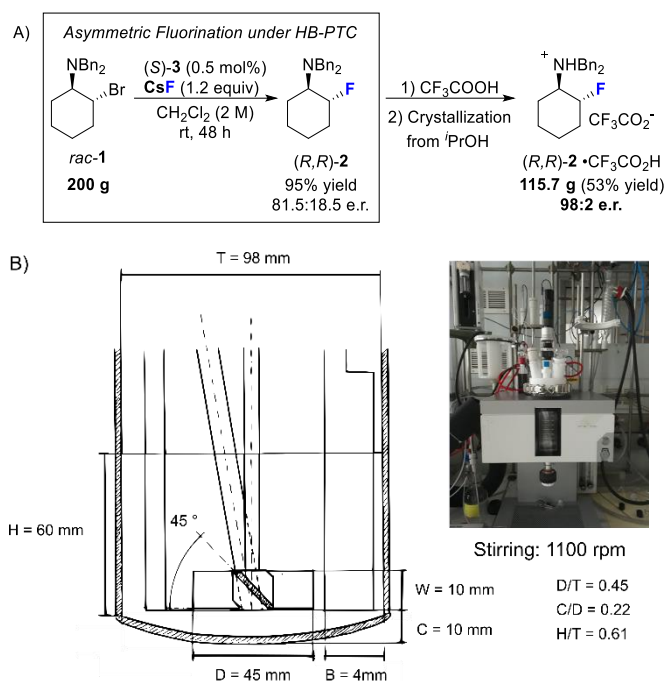 A)
Asymmetric Fluorination under HB-PTC
NBn₂
Br
rac-1
200 g
(S)-3 (0.5 mol%)
CsF (1.2 equiv)
CH₂Cl₂ (2 M)
rt, 48 h
NBn₂
F
(R,R)-2
95% yield
81.5:18.5 e.r.
1) CF₃COOH
2) Crystallization
from ⁱPrOH
+
NHBn₂
F
CF₃CO₂⁻
(R,R)-2 •CF₃CO₂H
115.7 g (53% yield)
98:2 e.r.
B)
T = 98 mm
H = 60 mm
45 °
W = 10 mm
C = 10 mm
D = 45 mm
B = 4mm
Stirring: 1100 rpm
D/T = 0.45
C/D = 0.22
H/T = 0.61